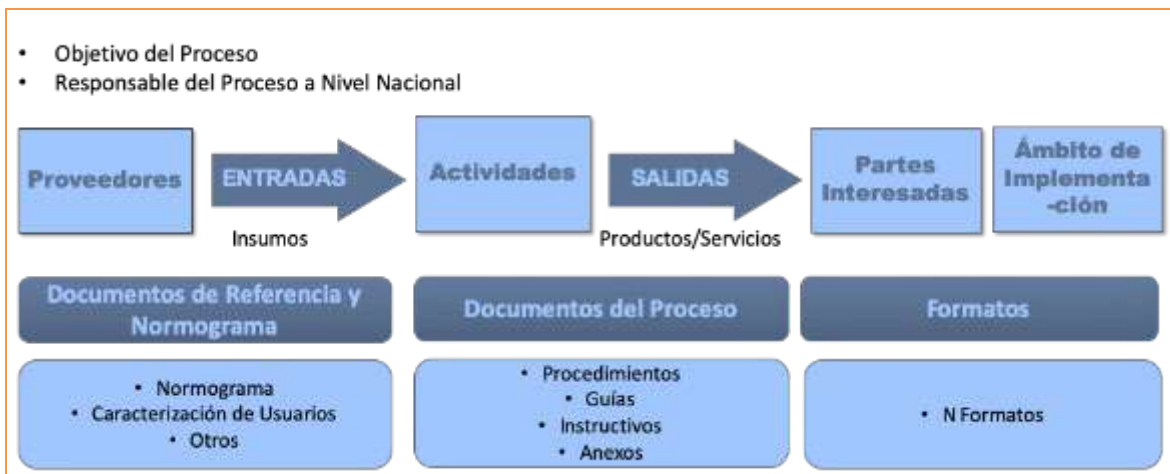 • Objetivo del Proceso
• Responsable del Proceso a Nivel Nacional
Proveedores
ENTRADAS
Insumos
Actividades
SALIDAS
Productos/Servicios
Partes
Interesadas
Ámbito de
Implementa
-ción
Documentos de Referencia y
Normograma
Documentos del Proceso
Formatos
• Normograma
• Caracterización de Usuarios
• Otros
• Procedimientos
• Guías
• Instructivos
• Anexos
• N Formatos